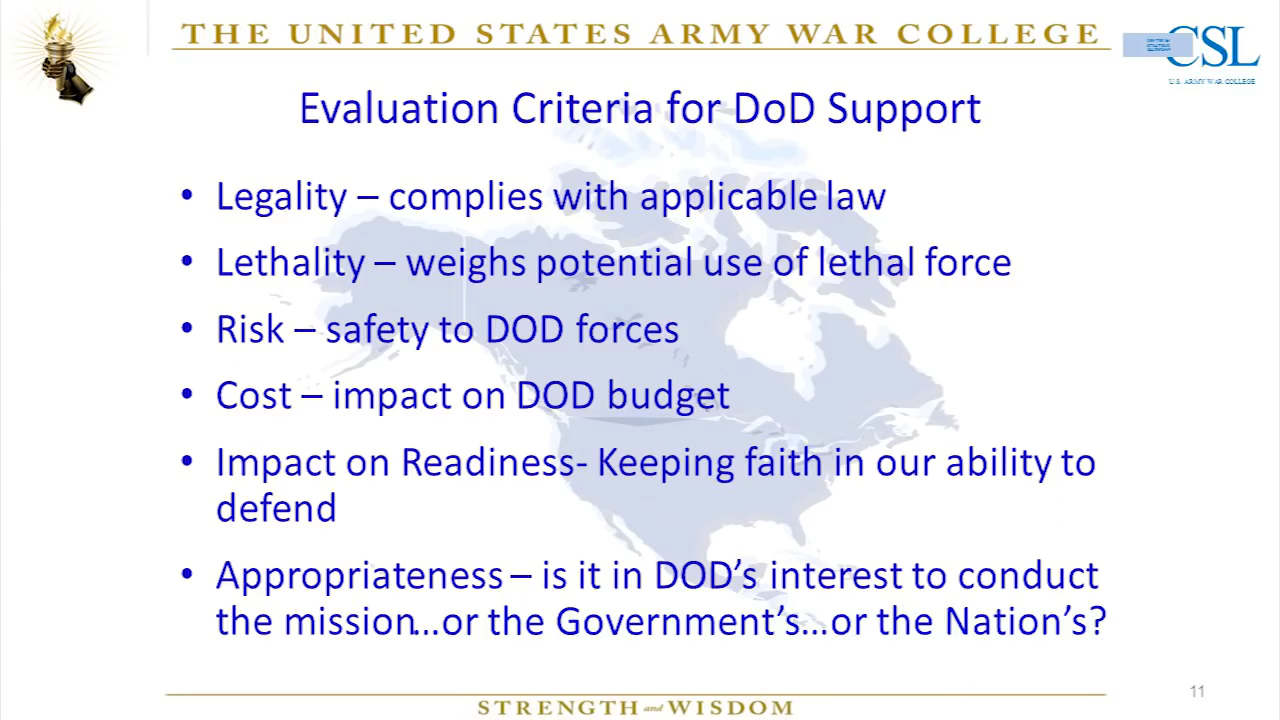 THE UNITED STATES ARMY WAR COLLEGE
CSL
U.S. ARMY WAR COLLEGE
Evaluation Criteria for DoD Support
• Legality – complies with applicable law
• Lethality – weighs potential use of lethal force
• Risk – safety to DOD forces
• Cost – impact on DOD budget
• Impact on Readiness- Keeping faith in our ability to
defend
• Appropriateness – is it in DOD’s interest to conduct
the mission…or the Government’s…or the Nation’s?
11
STRENGTH and WISDOM